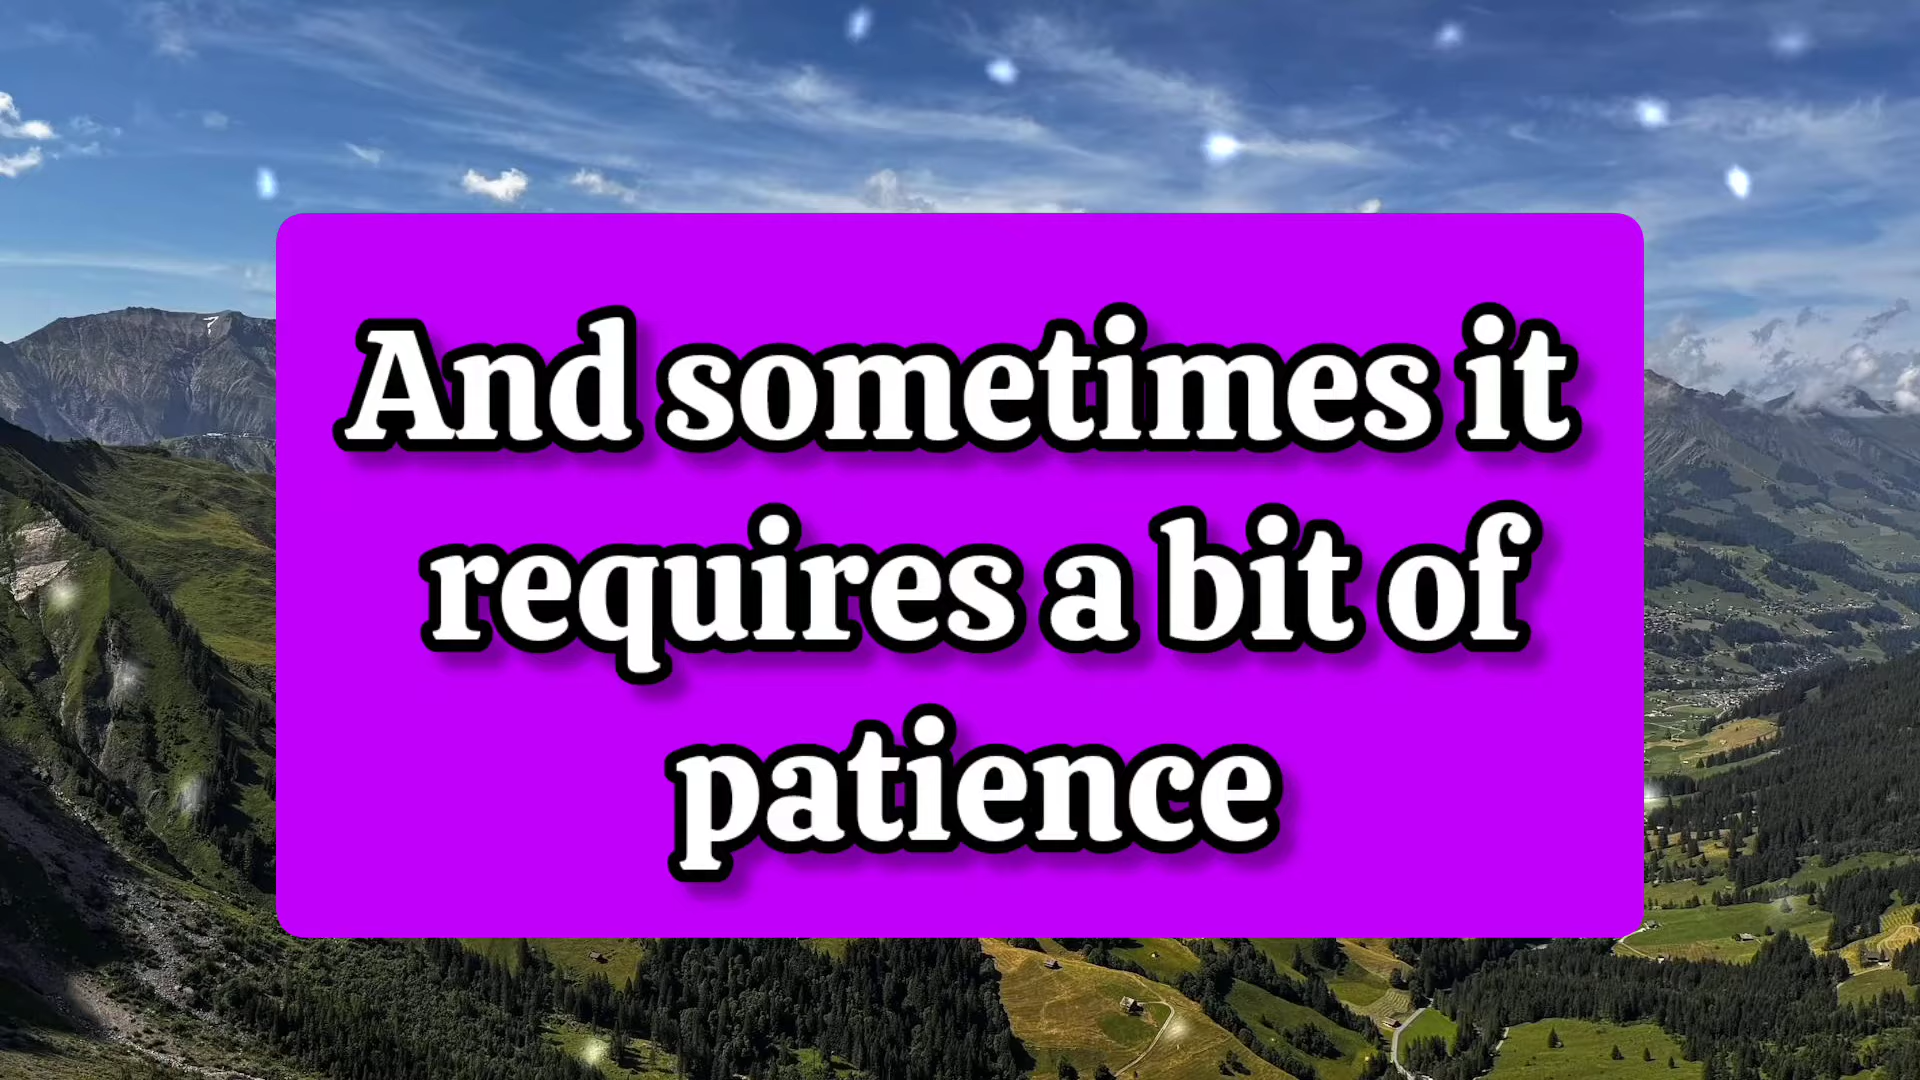 And sometimes it
requires a bit of
patience